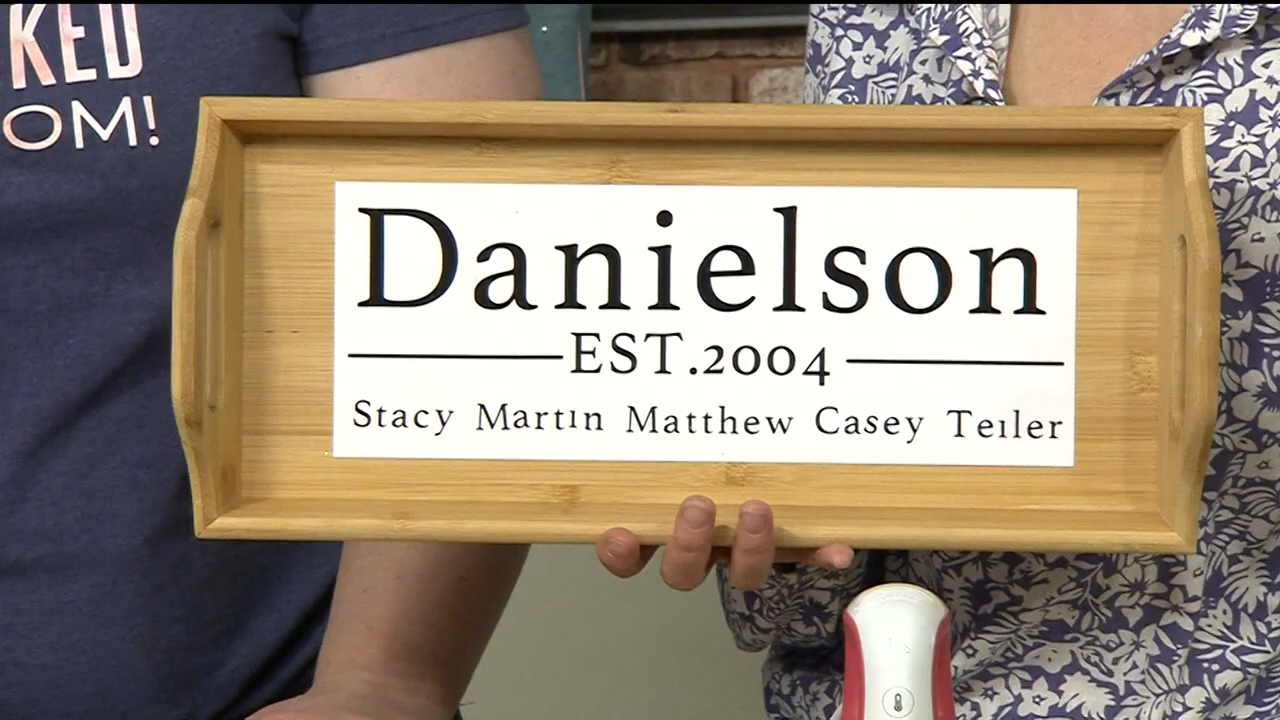 KED
OM!
Danielson
EST.2004
Stacy Martin Matthew Casey Teiler